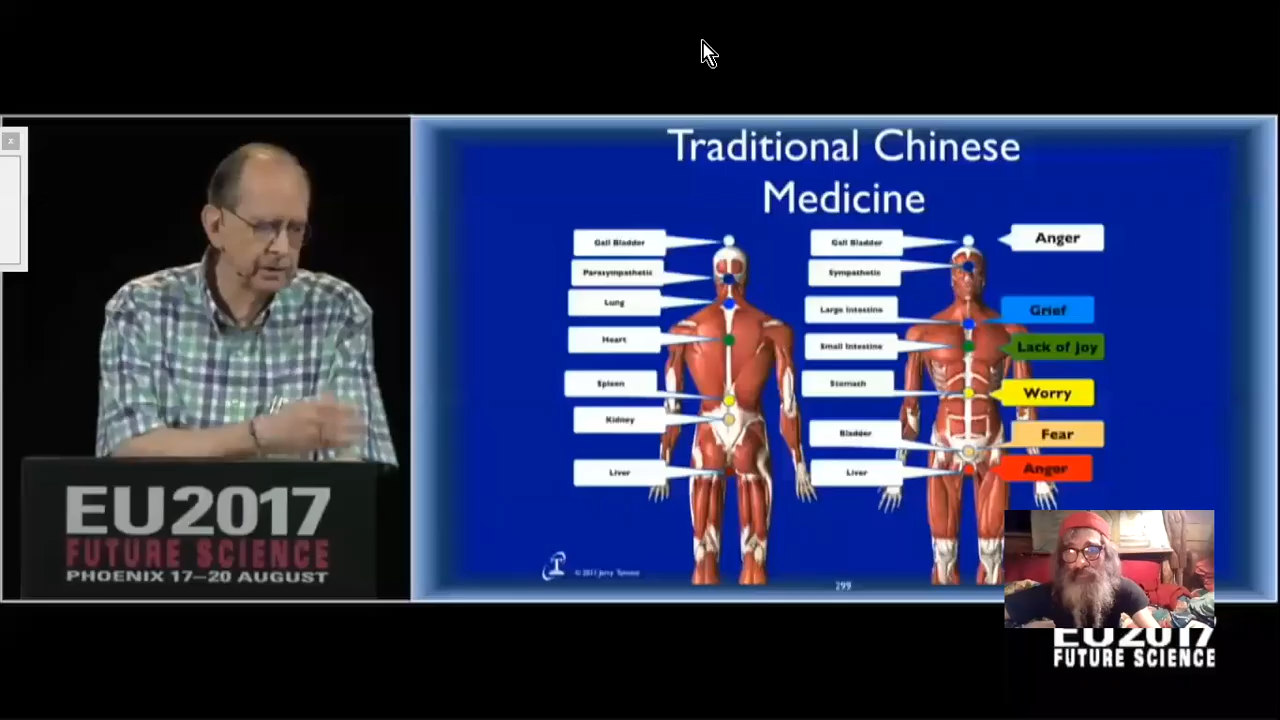 x
Traditional Chinese
Medicine
Gall Bladder
Parasympathetic
Lung
Heart
Spleen
Kidney
Liver
Gall Bladder
Sympathetic
Large Intestine
Small Intestine
Stomach
Bladder
Liver
Anger
Grief
Lack of Joy
Worry
Fear
Anger
299
EU2017
FUTURE SCIENCE
PHOENIX 17–20 AUGUST
EU2017
FUTURE SCIENCE